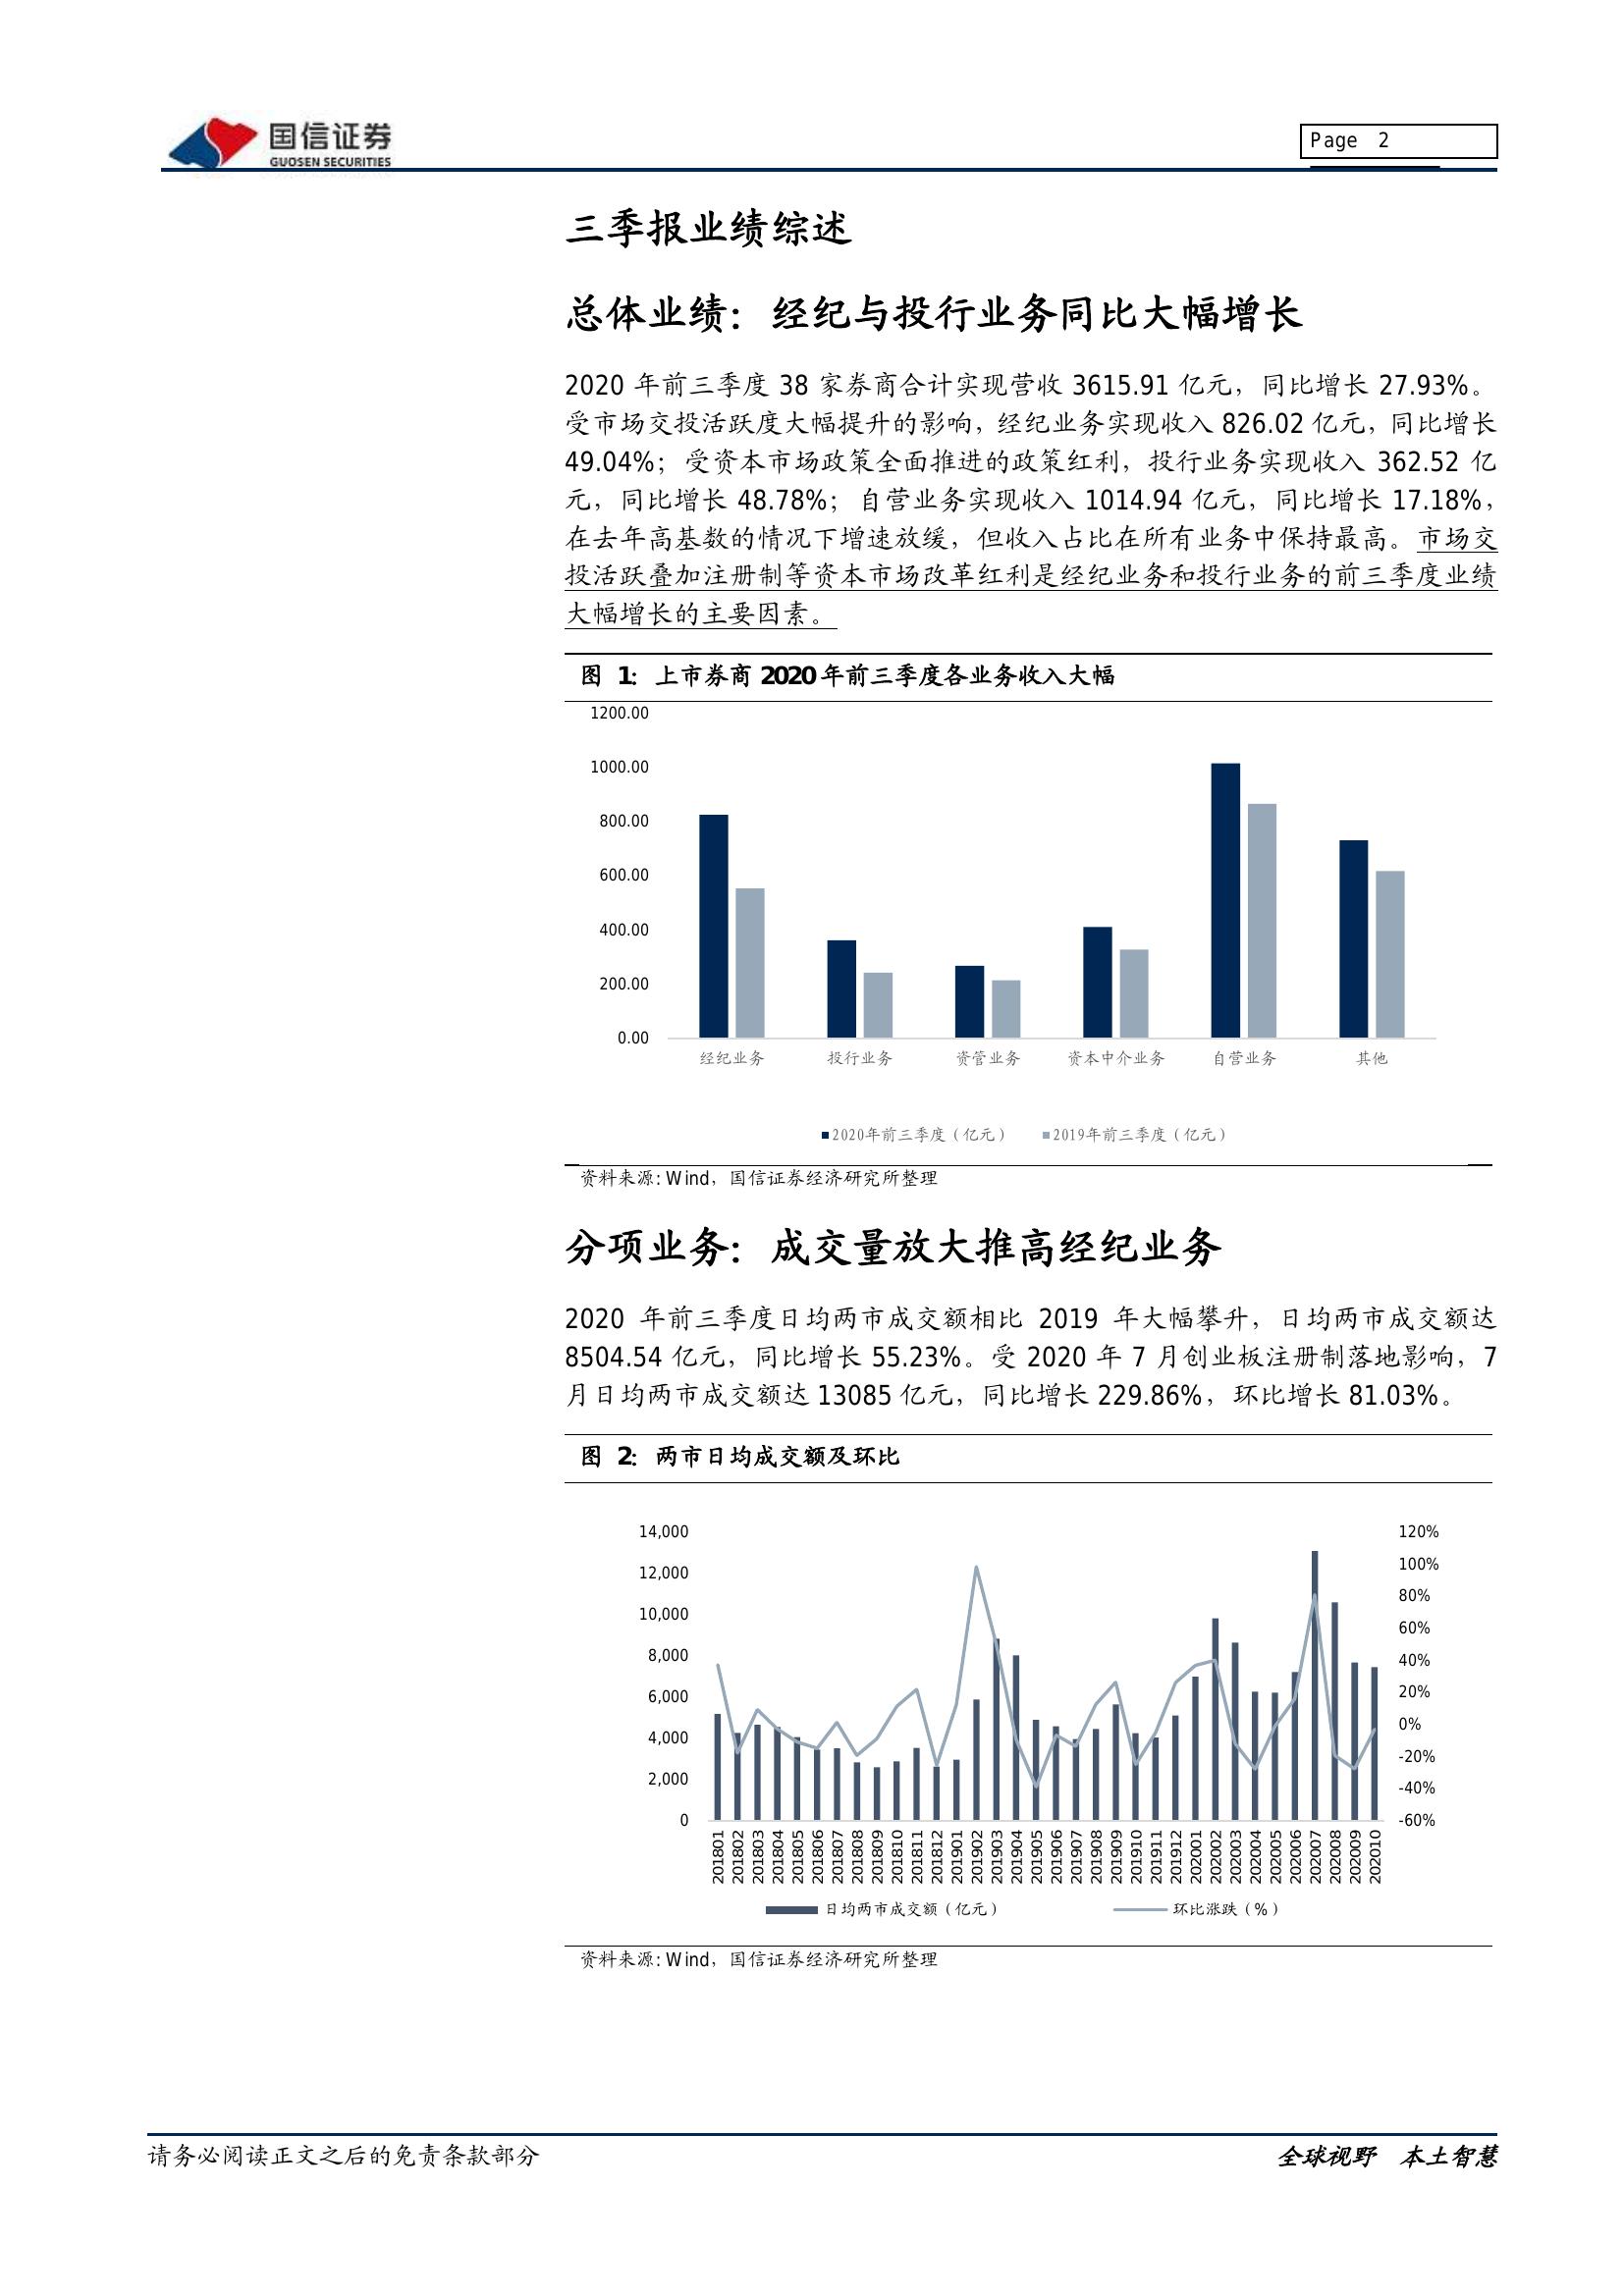 国信证券
GUOSEN SECURITIES
Page 2
三季报业绩综述
总体业绩：经纪与投行业务同比大幅增长
2020 年前三季度 38 家券商合计实现营收 3615.91 亿元，同比增长 27.93%。
受市场交投活跃度大幅提升的影响，经纪业务实现收入 826.02 亿元，同比增长
49.04%；受资本市场政策全面推进的政策红利，投行业务实现收入 362.52 亿
元，同比增长 48.78%；自营业务实现收入 1014.94 亿元，同比增长 17.18%，
在去年高基数的情况下增速放缓，但收入占比在所有业务中保持最高。市场交
投活跃叠加注册制等资本市场改革红利是经纪业务和投行业务的前三季度业绩
大幅增长的主要因素。
图 1：上市券商 2020 年前三季度各业务收入大幅
1200.00
1000.00
800.00
600.00
400.00
200.00
0.00
经纪业务 投行业务 资管业务 资本中介业务 自营业务 其他
2020年前三季度（亿元） 2019年前三季度（亿元）
资料来源: Wind，国信证券经济研究所整理
分项业务：成交量放大推高经纪业务
2020 年前三季度日均两市成交额相比 2019 年大幅攀升，日均两市成交额达
8504.54 亿元，同比增长 55.23%。受 2020 年 7 月创业板注册制落地影响，7
月日均两市成交额达 13085 亿元，同比增长 229.86%，环比增长 81.03%。
图 2：两市日均成交额及环比
14,000 120%
12,000 100%
10,000 80%
8,000 60%
6,000 40%
4,000 20%
2,000 0%
0 -20%
-40%
-60%
201801 201802 201803 201804 201805 201806 201807 201808 201809 201810 201811 201812 201901 201902 201903 201904 201905 201906 201907 201908 201909 201910 201911 201912 202001 202002 202003 202004 202005 202006 202007 202008 202009 202010
日均两市成交额（亿元） 环比涨跌（%）
资料来源: Wind，国信证券经济研究所整理
请务必阅读正文之后的免责条款部分 全球视野 本土智慧